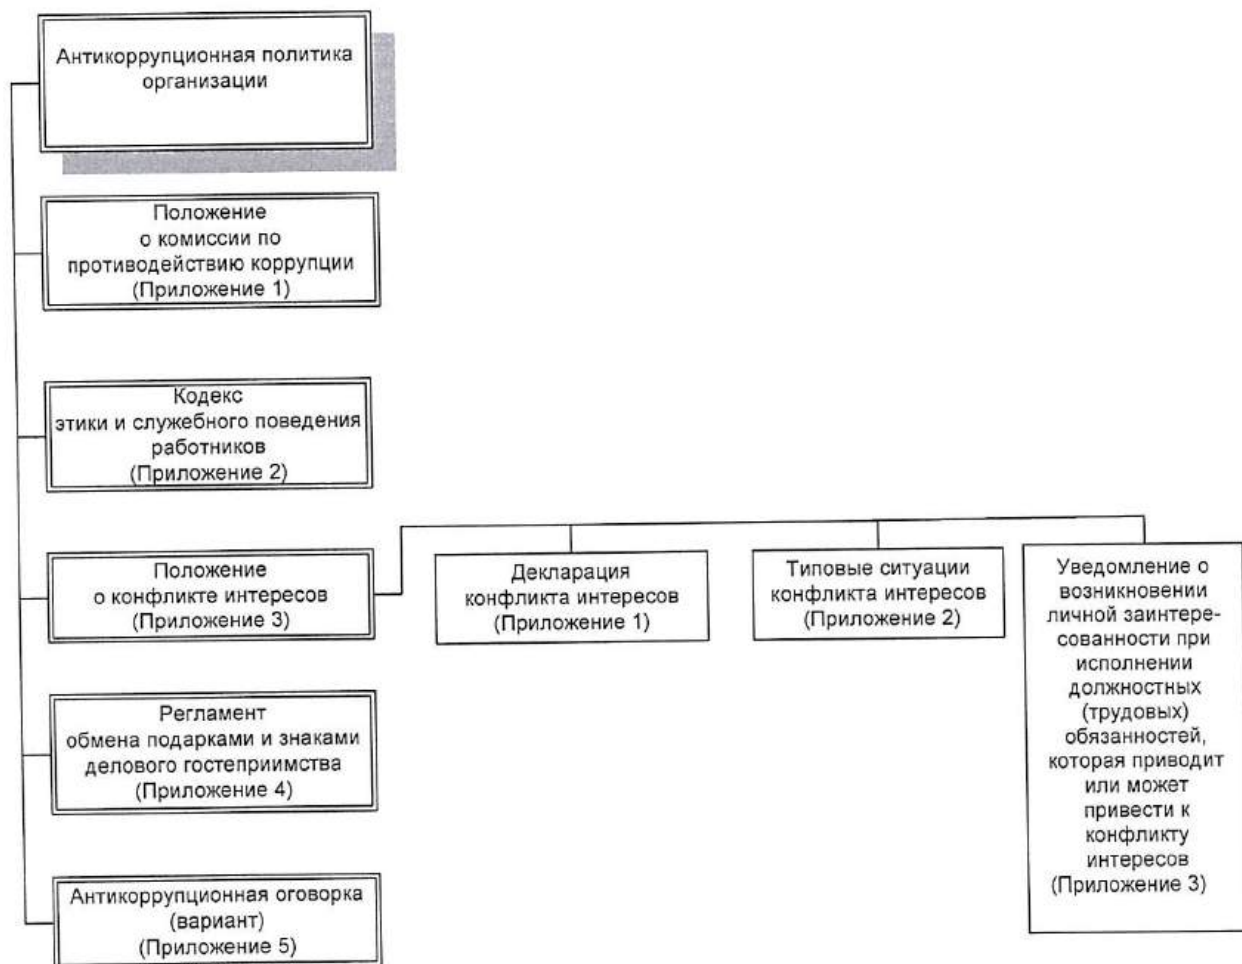 Антикоррупционная политика
организации
Положение
о комиссии по
противодействию коррупции
(Приложение 1)
Кодекс
этики и служебного поведения
работников
(Приложение 2)
Положение
о конфликте интересов
(Приложение 3)
Декларация
конфликта интересов
(Приложение 1)
Типовые ситуации
конфликта интересов
(Приложение 2)
Уведомление о
возникновении
личной заинтере-
сованности при
исполнении
должностных
(трудовых)
обязанностей,
которая приводит
или может
привести к
конфликту
интересов
(Приложение 3)
Регламент
обмена подарками и знаками
делового гостеприимства
(Приложение 4)
Антикоррупционная оговорка
(вариант)
(Приложение 5)